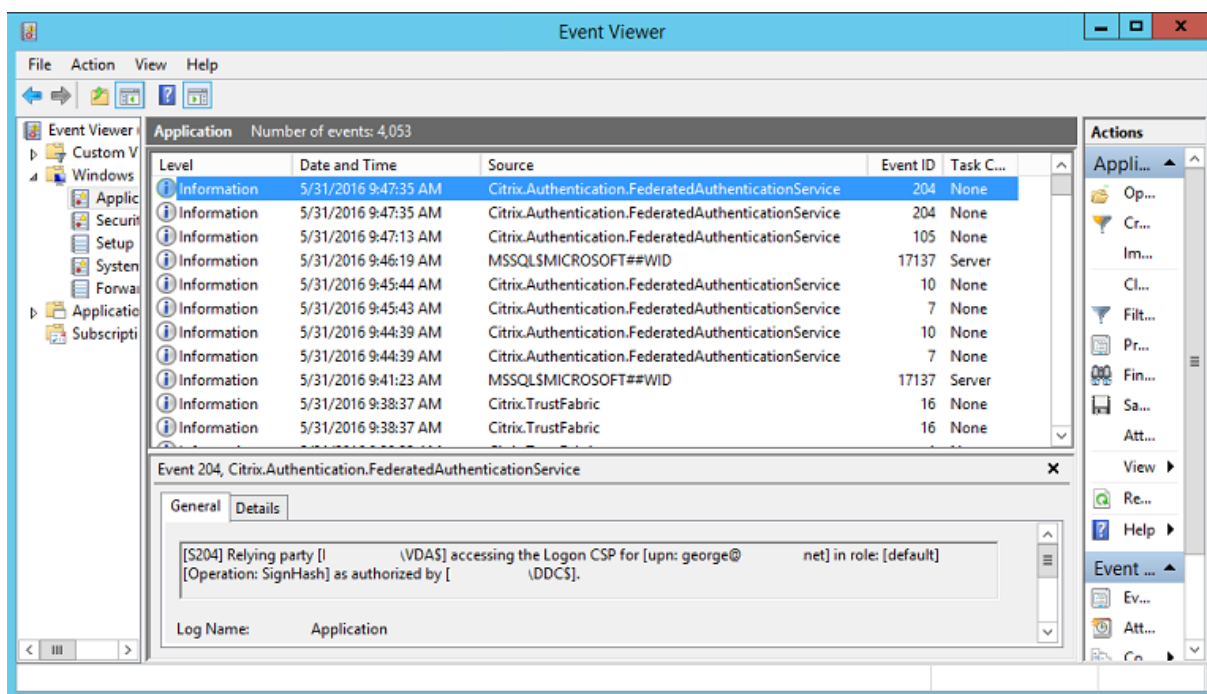 Event Viewer
File Action View Help
Event Viewer
Custom V
Windows
Applic
Securit
Setup
System
Forwar
Applicatio
Subscripti
Application Number of events: 4,053
Level Date and Time Source Event ID Task C...
Information 5/31/2016 9:47:35 AM Citrix.Authentication.FederatedAuthenticationService 204 None
Information 5/31/2016 9:47:35 AM Citrix.Authentication.FederatedAuthenticationService 204 None
Information 5/31/2016 9:47:13 AM Citrix.Authentication.FederatedAuthenticationService 105 None
Information 5/31/2016 9:46:19 AM MSSQL$MICROSOFT##WID 17137 Server
Information 5/31/2016 9:45:44 AM Citrix.Authentication.FederatedAuthenticationService 10 None
Information 5/31/2016 9:45:43 AM Citrix.Authentication.FederatedAuthenticationService 7 None
Information 5/31/2016 9:44:39 AM Citrix.Authentication.FederatedAuthenticationService 10 None
Information 5/31/2016 9:44:39 AM Citrix.Authentication.FederatedAuthenticationService 7 None
Information 5/31/2016 9:41:23 AM MSSQL$MICROSOFT##WID 17137 Server
Information 5/31/2016 9:38:37 AM Citrix.TrustFabric 16 None
Information 5/31/2016 9:38:37 AM Citrix.TrustFabric 16 None
Event 204, Citrix.Authentication.FederatedAuthenticationService
General Details
[S204] Relying party [I \VDA$] accessing the Logon CSP for [upn: george@ net] in role: [default]
[Operation: SignHash] as authorized by [ \DDC$].
Log Name: Application
Actions
Appli...
Op...
Cr...
Im...
Cl...
Filt...
Pr...
Fin...
Sa...
Att...
View
Re...
Help
Event ...
Ev...
Att...
Co...